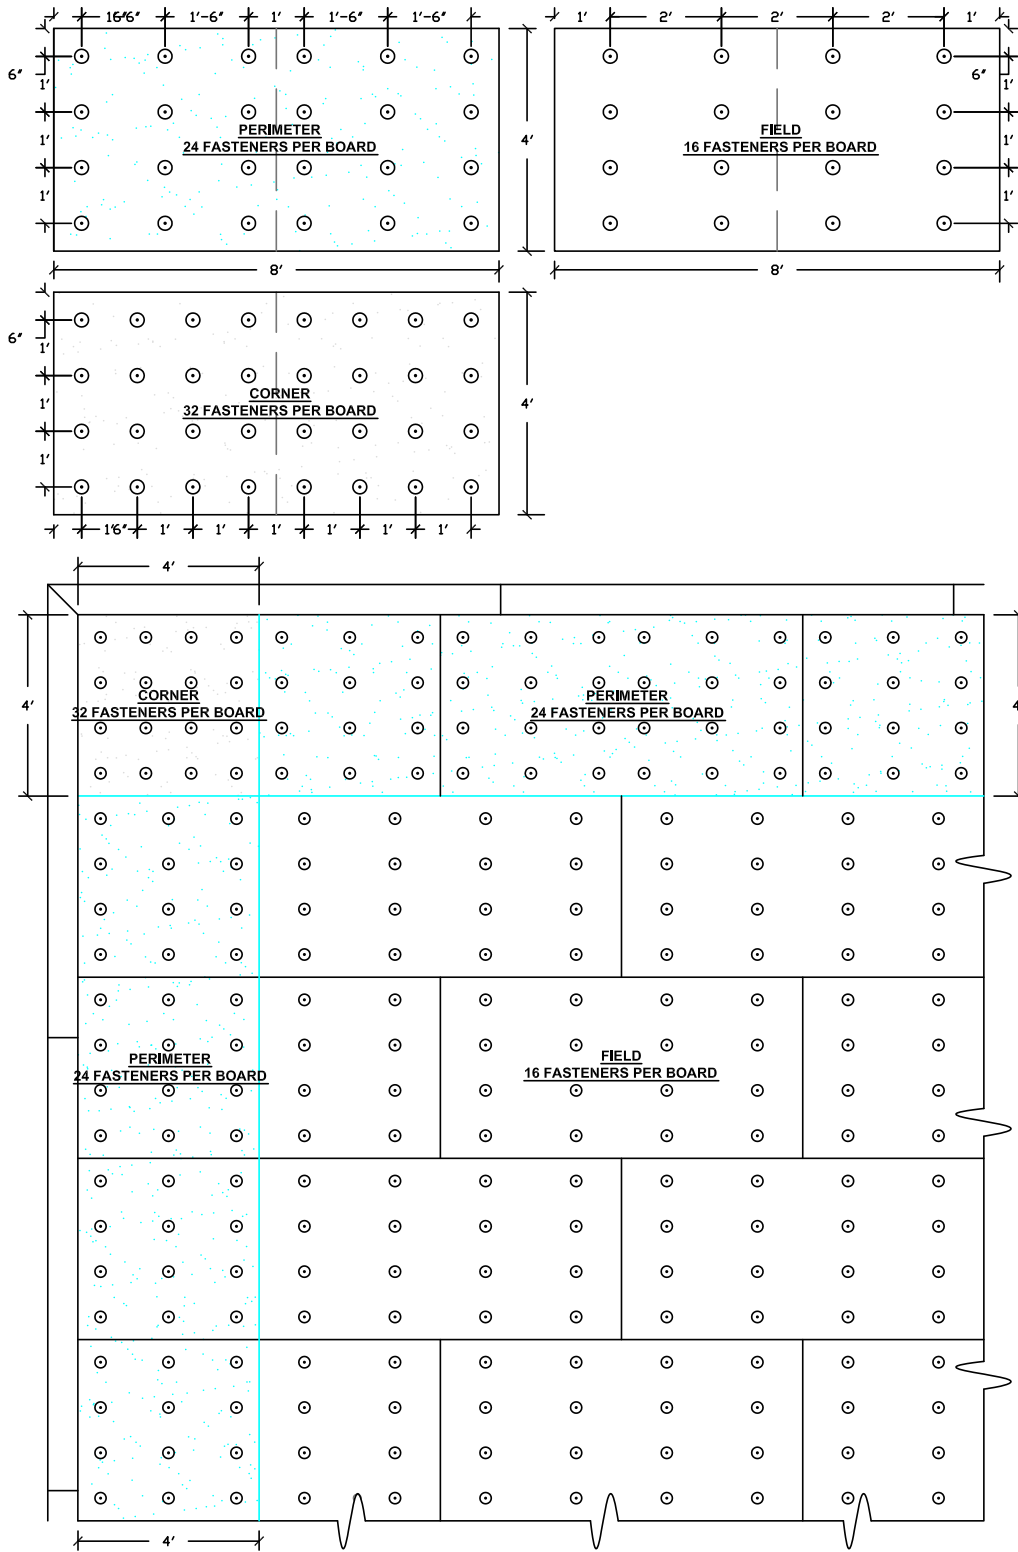 1'6" 6" 1'-6" 1' 1'-6" 1'-6"
1' 2' 2' 2' 1'
6"
6"
1'
1'
PERIMETER
24 FASTENERS PER BOARD
4'
FIELD
16 FASTENERS PER BOARD
1'
1'
1'
1'
8'
8'
6"
1'
CORNER
32 FASTENERS PER BOARD
4'
1'
1'
1' 6" 1' 1' 1' 1' 1' 1'
4'
4'
CORNER
32 FASTENERS PER BOARD
PERIMETER
24 FASTENERS PER BOARD
4
PERIMETER
24 FASTENERS PER BOARD
FIELD
16 FASTENERS PER BOARD
4'